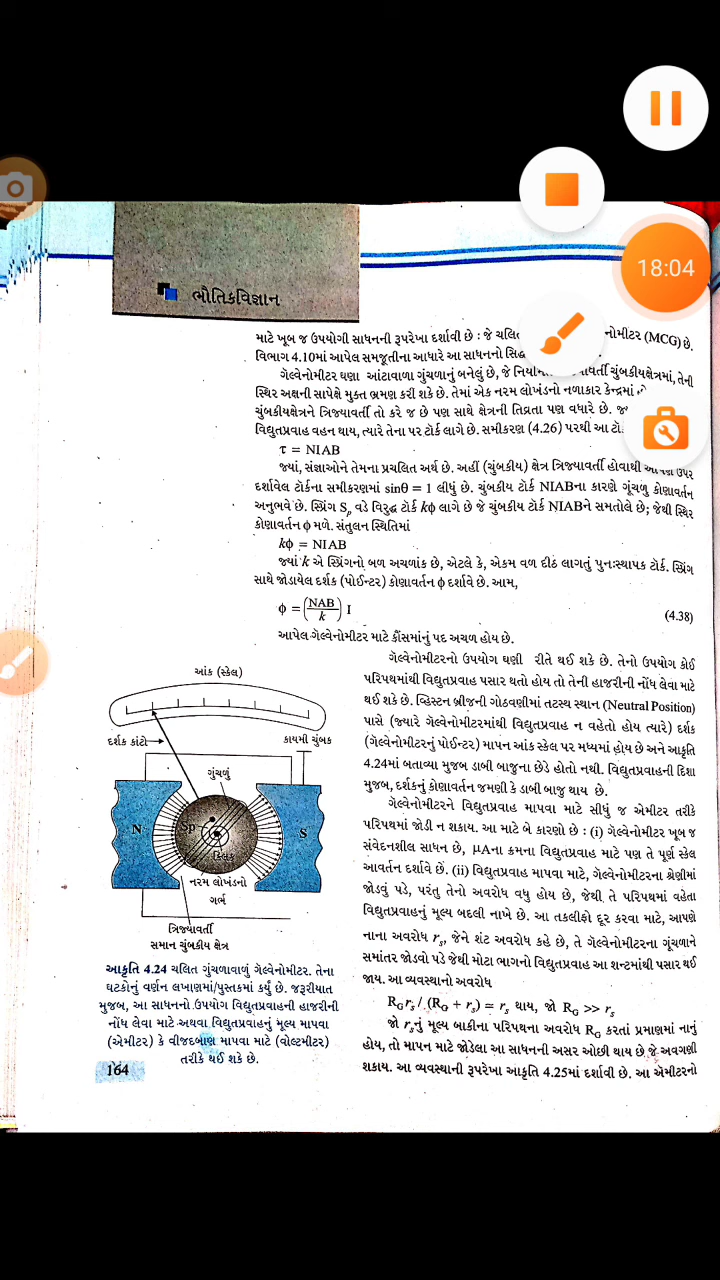 18:04
ભૌતિકવિજ્ઞાન
માટે ખૂબ જ ઉપયોગી સાધનની રૂપરેખા દર્શાવી છે : જે ચલિત નોમીટર (MCG) છે.
વિભાગ 4.10માં આપેલ સમજૂતીના આધારે આ સાધનનો
ગૅલ્વેનોમીટર ઘણા આંટાવાળા ગુંચળાનું બનેલું છે, જે ચુંબકીયક્ષેત્રમાં, તેની
સ્થિર અક્ષની સાપેક્ષે મુક્ત ભ્રમણ કરી શકે છે. તેમાં એક નરમ લોખંડનો નળાકાર કેન્દ્રમાં
ચુંબકીયક્ષેત્રને ત્રિજ્યાવર્તી તો કરે જ છે પણ સાથે ક્ષેત્રની તિવ્રતા પણ વધારે છે.
વિદ્યુતપ્રવાહ વહન થાય, ત્યારે તેના પર ટૉર્ક લાગે છે. સમીકરણ (4.26) પરથી આ
τ = NIAB
જ્યાં, સંજ્ઞાઓને તેમના પ્રચલિત અર્થ છે. અહીં (ચુંબકીય) ક્ષેત્ર ત્રિજ્યાવર્તી હોવાથી આપણે ઉપર
દર્શાવેલ ટૉર્કના સમીકરણમાં sinθ = 1 લીધું છે. ચુંબકીય ટૉર્ક NIABના કારણે ગૂંચળુ કોણાવર્તન
અનુભવે છે. સ્પ્રિંગ Sp વડે વિરુદ્ધ ટૉર્ક kϕ લાગે છે જે ચુંબકીય ટૉર્ક NIABને સમતોલે છે; જેથી સ્થિર
કોણાવર્તન ϕ મળે. સંતુલન સ્થિતિમાં
kϕ = NIAB
જ્યાં k એ સ્પ્રિંગનો બળ અચળાંક છે, એટલે કે, એકમ વળ દીઠ લાગતું પુનઃસ્થાપક ટૉર્ક. સ્પ્રિંગ
સાથે જોડાયેલ દર્શક (પોઈન્ટર) કોણાવર્તન ϕ દર્શાવે છે. આમ,
ϕ = (NAB/k) I (4.38)
આપેલ ગૅલ્વેનોમીટર માટે કૌંસમાંનું પદ અચળ હોય છે.
ગૅલ્વેનોમીટરનો ઉપયોગ ઘણી રીતે થઈ શકે છે. તેનો ઉપયોગ કોઈ
પરિપથમાંથી વિદ્યુતપ્રવાહ પસાર થતો હોય તો તેની હાજરીની નોંધ લેવા માટે
થઈ શકે છે. વ્હિસ્ટન બ્રીજની ગોઠવણીમાં તટસ્થ સ્થાન (Neutral Position)
પાસે (જ્યારે ગૅલ્વેનોમીટરમાંથી વિદ્યુતપ્રવાહ ન વહેતો હોય ત્યારે) દર્શક
(ગૅલ્વેનોમીટરનું પોઈન્ટર) માપન આંક સ્કેલ પર મધ્યમાં હોય છે અને આકૃતિ
4.24માં બતાવ્યા મુજબ ડાબી બાજુના છેડે હોતો નથી. વિદ્યુતપ્રવાહની દિશા
મુજબ, દર્શકનું કોણાવર્તન જમણી કે ડાબી બાજુ થાય છે.
ગૅલ્વેનોમીટરને વિદ્યુતપ્રવાહ માપવા માટે સીધું જ એમીટર તરીકે
પરિપથમાં જોડી ન શકાય. આ માટે બે કારણો છે : (i) ગૅલ્વેનોમીટર ખૂબ જ
સંવેદનશીલ સાધન છે, μAના ક્રમના વિદ્યુતપ્રવાહ માટે પણ તે પૂર્ણ સ્કેલ
આવર્તન દર્શાવે છે. (ii) વિદ્યુતપ્રવાહ માપવા માટે, ગૅલ્વેનોમીટરના શ્રેણીમાં
જોડવું પડે, પરંતુ તેનો અવરોધ વધુ હોય છે, જેથી તે પરિપથમાં વહેતા
વિદ્યુતપ્રવાહનું મૂલ્ય બદલી નાખે છે. આ તકલીફો દૂર કરવા માટે, આપણે
નાના અવરોધ rs, જેને શંટ અવરોધ કહે છે, તે ગૅલ્વેનોમીટરના ગૂંચળાને
સમાંતર જોડવો પડે જેથી મોટા ભાગનો વિદ્યુતપ્રવાહ આ શન્ટમાંથી પસાર થઈ
જાય. આ વ્યવસ્થાનો અવરોધ
RG rs / (RG + rs) ≃ rs થાય, જો RG >> rs
જો rsનું મૂલ્ય બાકીના પરિપથના અવરોધ RG કરતાં પ્રમાણમાં નાનું
હોય, તો માપન માટે જોડેલા આ સાધનની અસર ઓછી થાય છે જે અવગણી
શકાય. આ વ્યવસ્થાની રૂપરેખા આકૃતિ 4.25માં દર્શાવી છે. આ ઍમીટરનો
આંક (સ્કેલ)
દર્શક કાંટો
કાયમી ચુંબક
ગુંચળું
N
Sp
S
કિલક
નરમ લોખંડનો
ગર્ભ
ત્રિજ્યાવર્તી
સમાન ચુંબકીય ક્ષેત્ર
આકૃતિ 4.24 ચલિત ગુંચળાવાળું ગૅલ્વેનોમીટર. તેના
ઘટકોનું વર્ણન લખાણમાં/પુસ્તકમાં કર્યું છે. જરૂરીયાત
મુજબ, આ સાધનનો ઉપયોગ વિદ્યુતપ્રવાહની હાજરીની
નોંધ લેવા માટે અથવા વિદ્યુતપ્રવાહનું મૂલ્ય માપવા
(એમીટર) કે વીજદબાણ માપવા માટે (વોલ્ટમીટર)
તરીકે થઈ શકે છે.
164